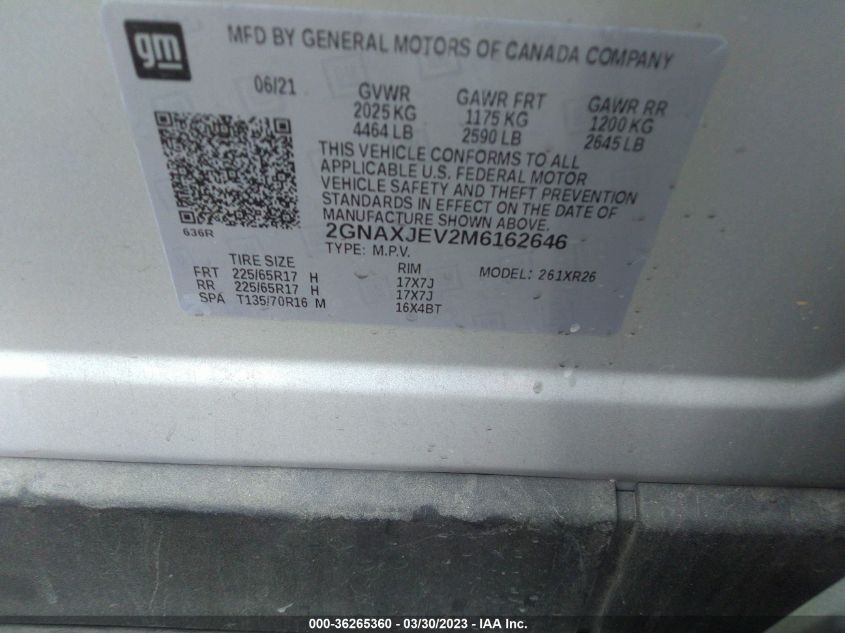 gm
MFD BY GENERAL MOTORS OF CANADA COMPANY
06/21 GVWR GAWR FRT GAWR RR
2025 KG 1175 KG 1200 KG
4464 LB 2590 LB 2645 LB
THIS VEHICLE CONFORMS TO ALL
APPLICABLE U.S. FEDERAL MOTOR
VEHICLE SAFETY AND THEFT PREVENTION
STANDARDS IN EFFECT ON THE DATE OF
MANUFACTURE SHOWN ABOVE.
636R
2GNAXJEV2M6162646
TYPE: M.P.V.
TIRE SIZE RIM MODEL: 261XR26
FRT 225/65R17 H 17X7J
RR 225/65R17 H 17X7J
SPA T135/70R16 M 16X4BT
000-36265360 — 03/30/2023 — IAA Inc.